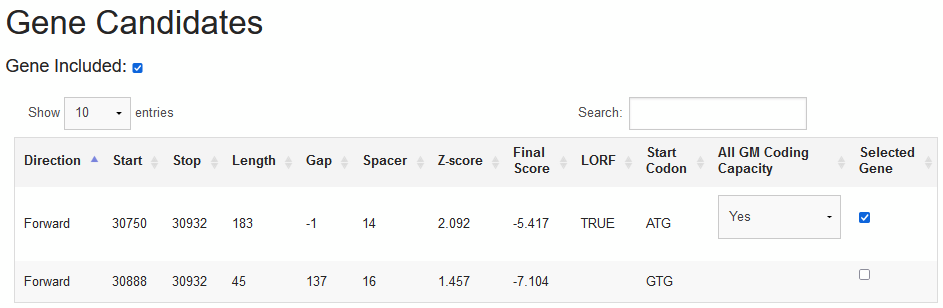 Gene Candidates
Gene Included:
Show 10 entries Search:
Direction Start Stop Length Gap Spacer Z-score Final Score LORF Start Codon All GM Coding Capacity Selected Gene
Forward 30750 30932 183 -1 14 2.092 -5.417 TRUE ATG Yes
Forward 30888 30932 45 137 16 1.457 -7.104 GTG